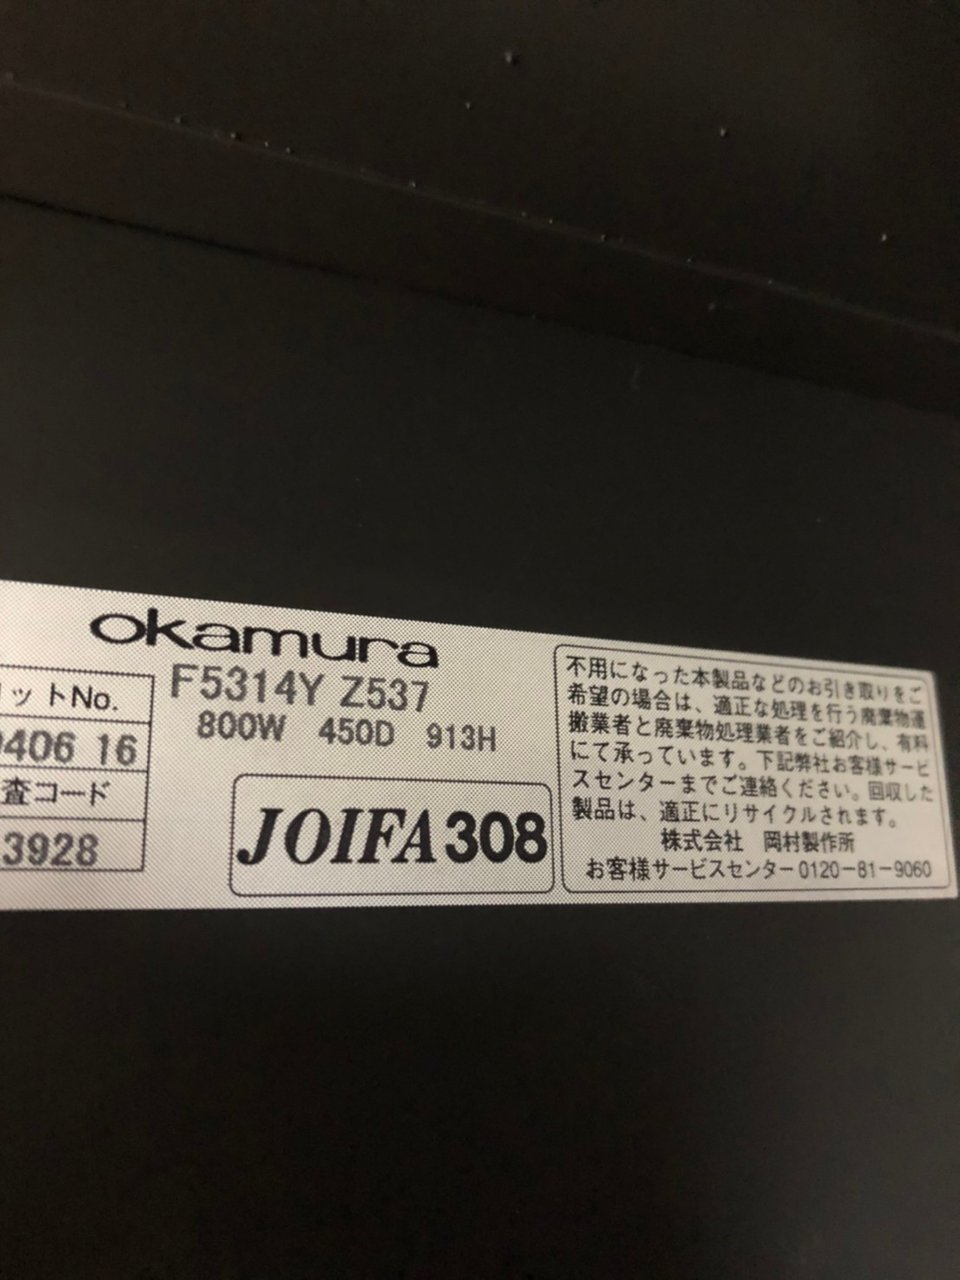 okamura
F5314Y Z537
800W 450D 913H
ットNo.
406 16
査コード
3928
JOIFA308
不用になった本製品などのお引き取りをご
希望の場合は、適正な処理を行う廃棄物運
搬業者と廃棄物処理業者をご紹介し、有料
にて承っています。下記弊社お客様サービ
スセンターまでご連絡ください。回収した
製品は、適正にリサイクルされます。
株式会社 岡村製作所
お客様サービスセンター0120-81-9060